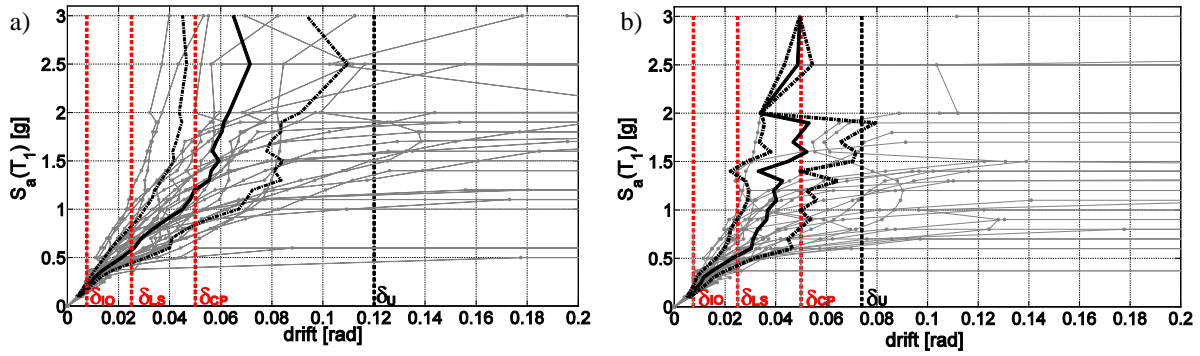 a)
S_a(T_1) [g]
3
2.5
2
1.5
1
0.5
0
δ_IO
δ_LS
δ_CP
δ_U
0 0.02 0.04 0.06 0.08 0.1 0.12 0.14 0.16 0.18 0.2
drift [rad]
b)
S_a(T_1) [g]
3
2.5
2
1.5
1
0.5
0
δ_IO
δ_LS
δ_CP
δ_U
0 0.02 0.04 0.06 0.08 0.1 0.12 0.14 0.16 0.18 0.2
drift [rad]